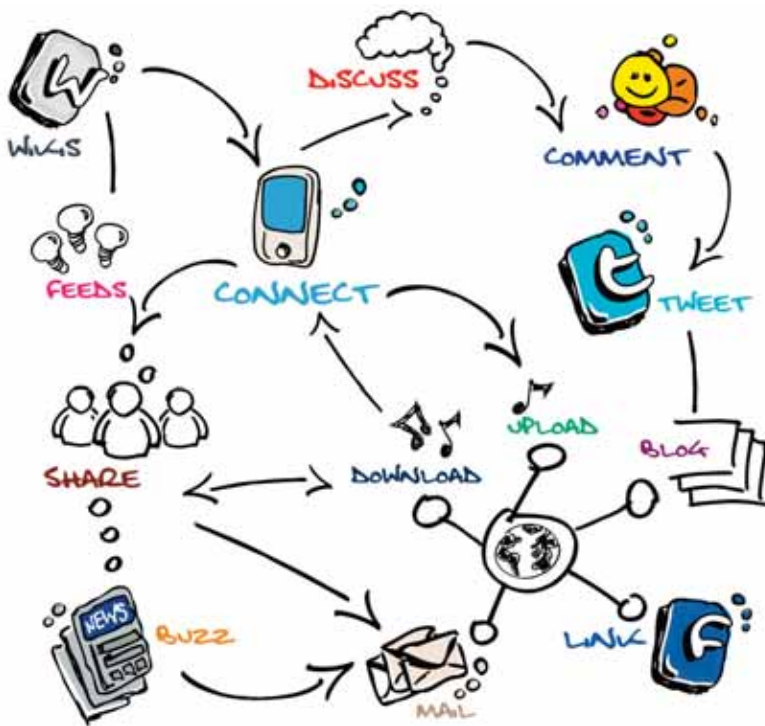 DISCUSS
WIKIS
COMMENT
FEEDS
CONNECT
TWEET
UPLOAD
BLOG
SHARE
DOWNLOAD
NEWS
BUZZ
LINK
MAIL